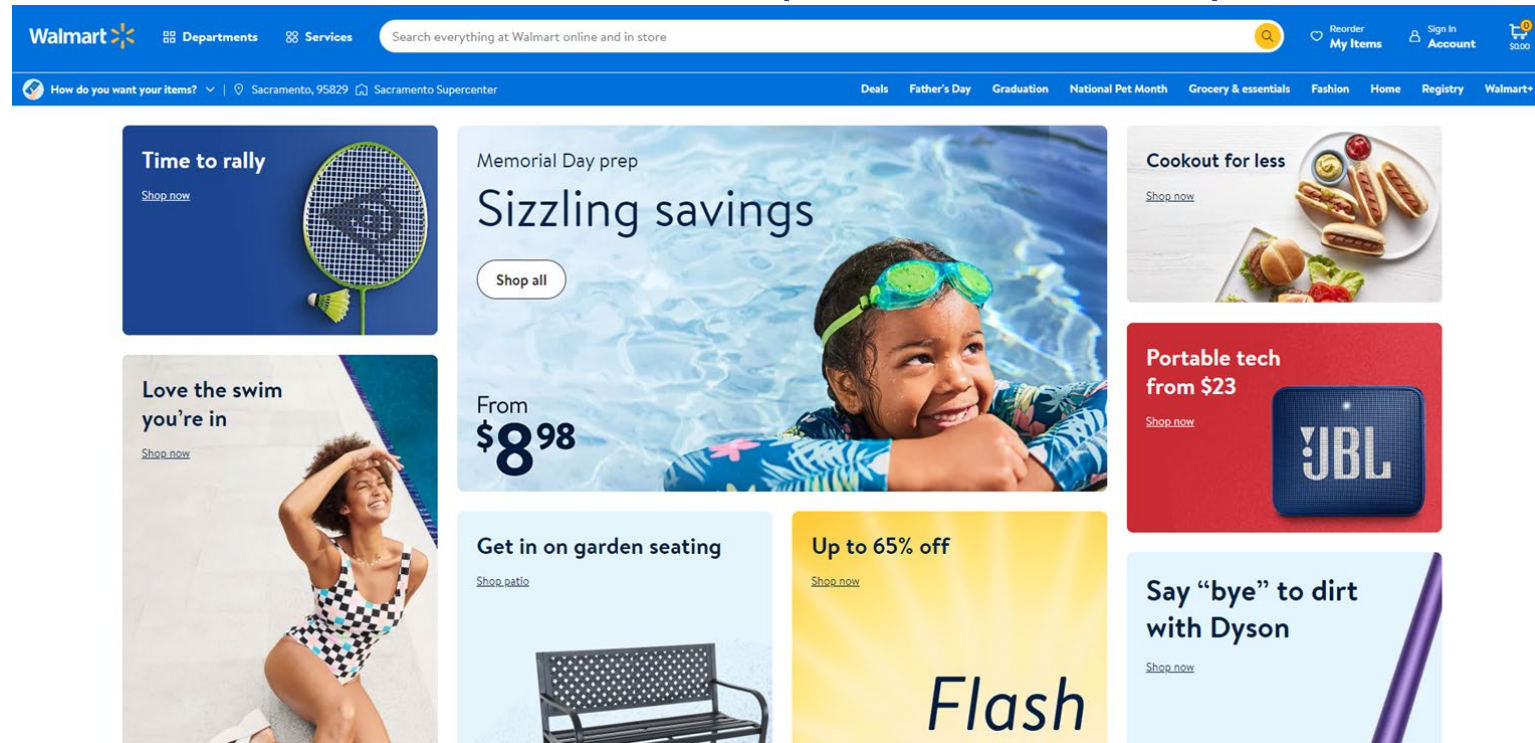 Walmart
Departments
Services
Search everything at Walmart online and in store
Reorder
My Items
Sign In
Account
0
$0.00
How do you want your items?
Sacramento, 95829
Sacramento Supercenter
Deals
Father's Day
Graduation
National Pet Month
Grocery & essentials
Fashion
Home
Registry
Walmart+
Time to rally
Shop now
Memorial Day prep
Sizzling savings
Shop all
From
$898
Cookout for less
Shop now
Love the swim
you're in
Shop now
Portable tech
from $23
Shop now
JBL
Get in on garden seating
Shop patio
Up to 65% off
Shop now
Flash
Say “bye” to dirt
with Dyson
Shop now